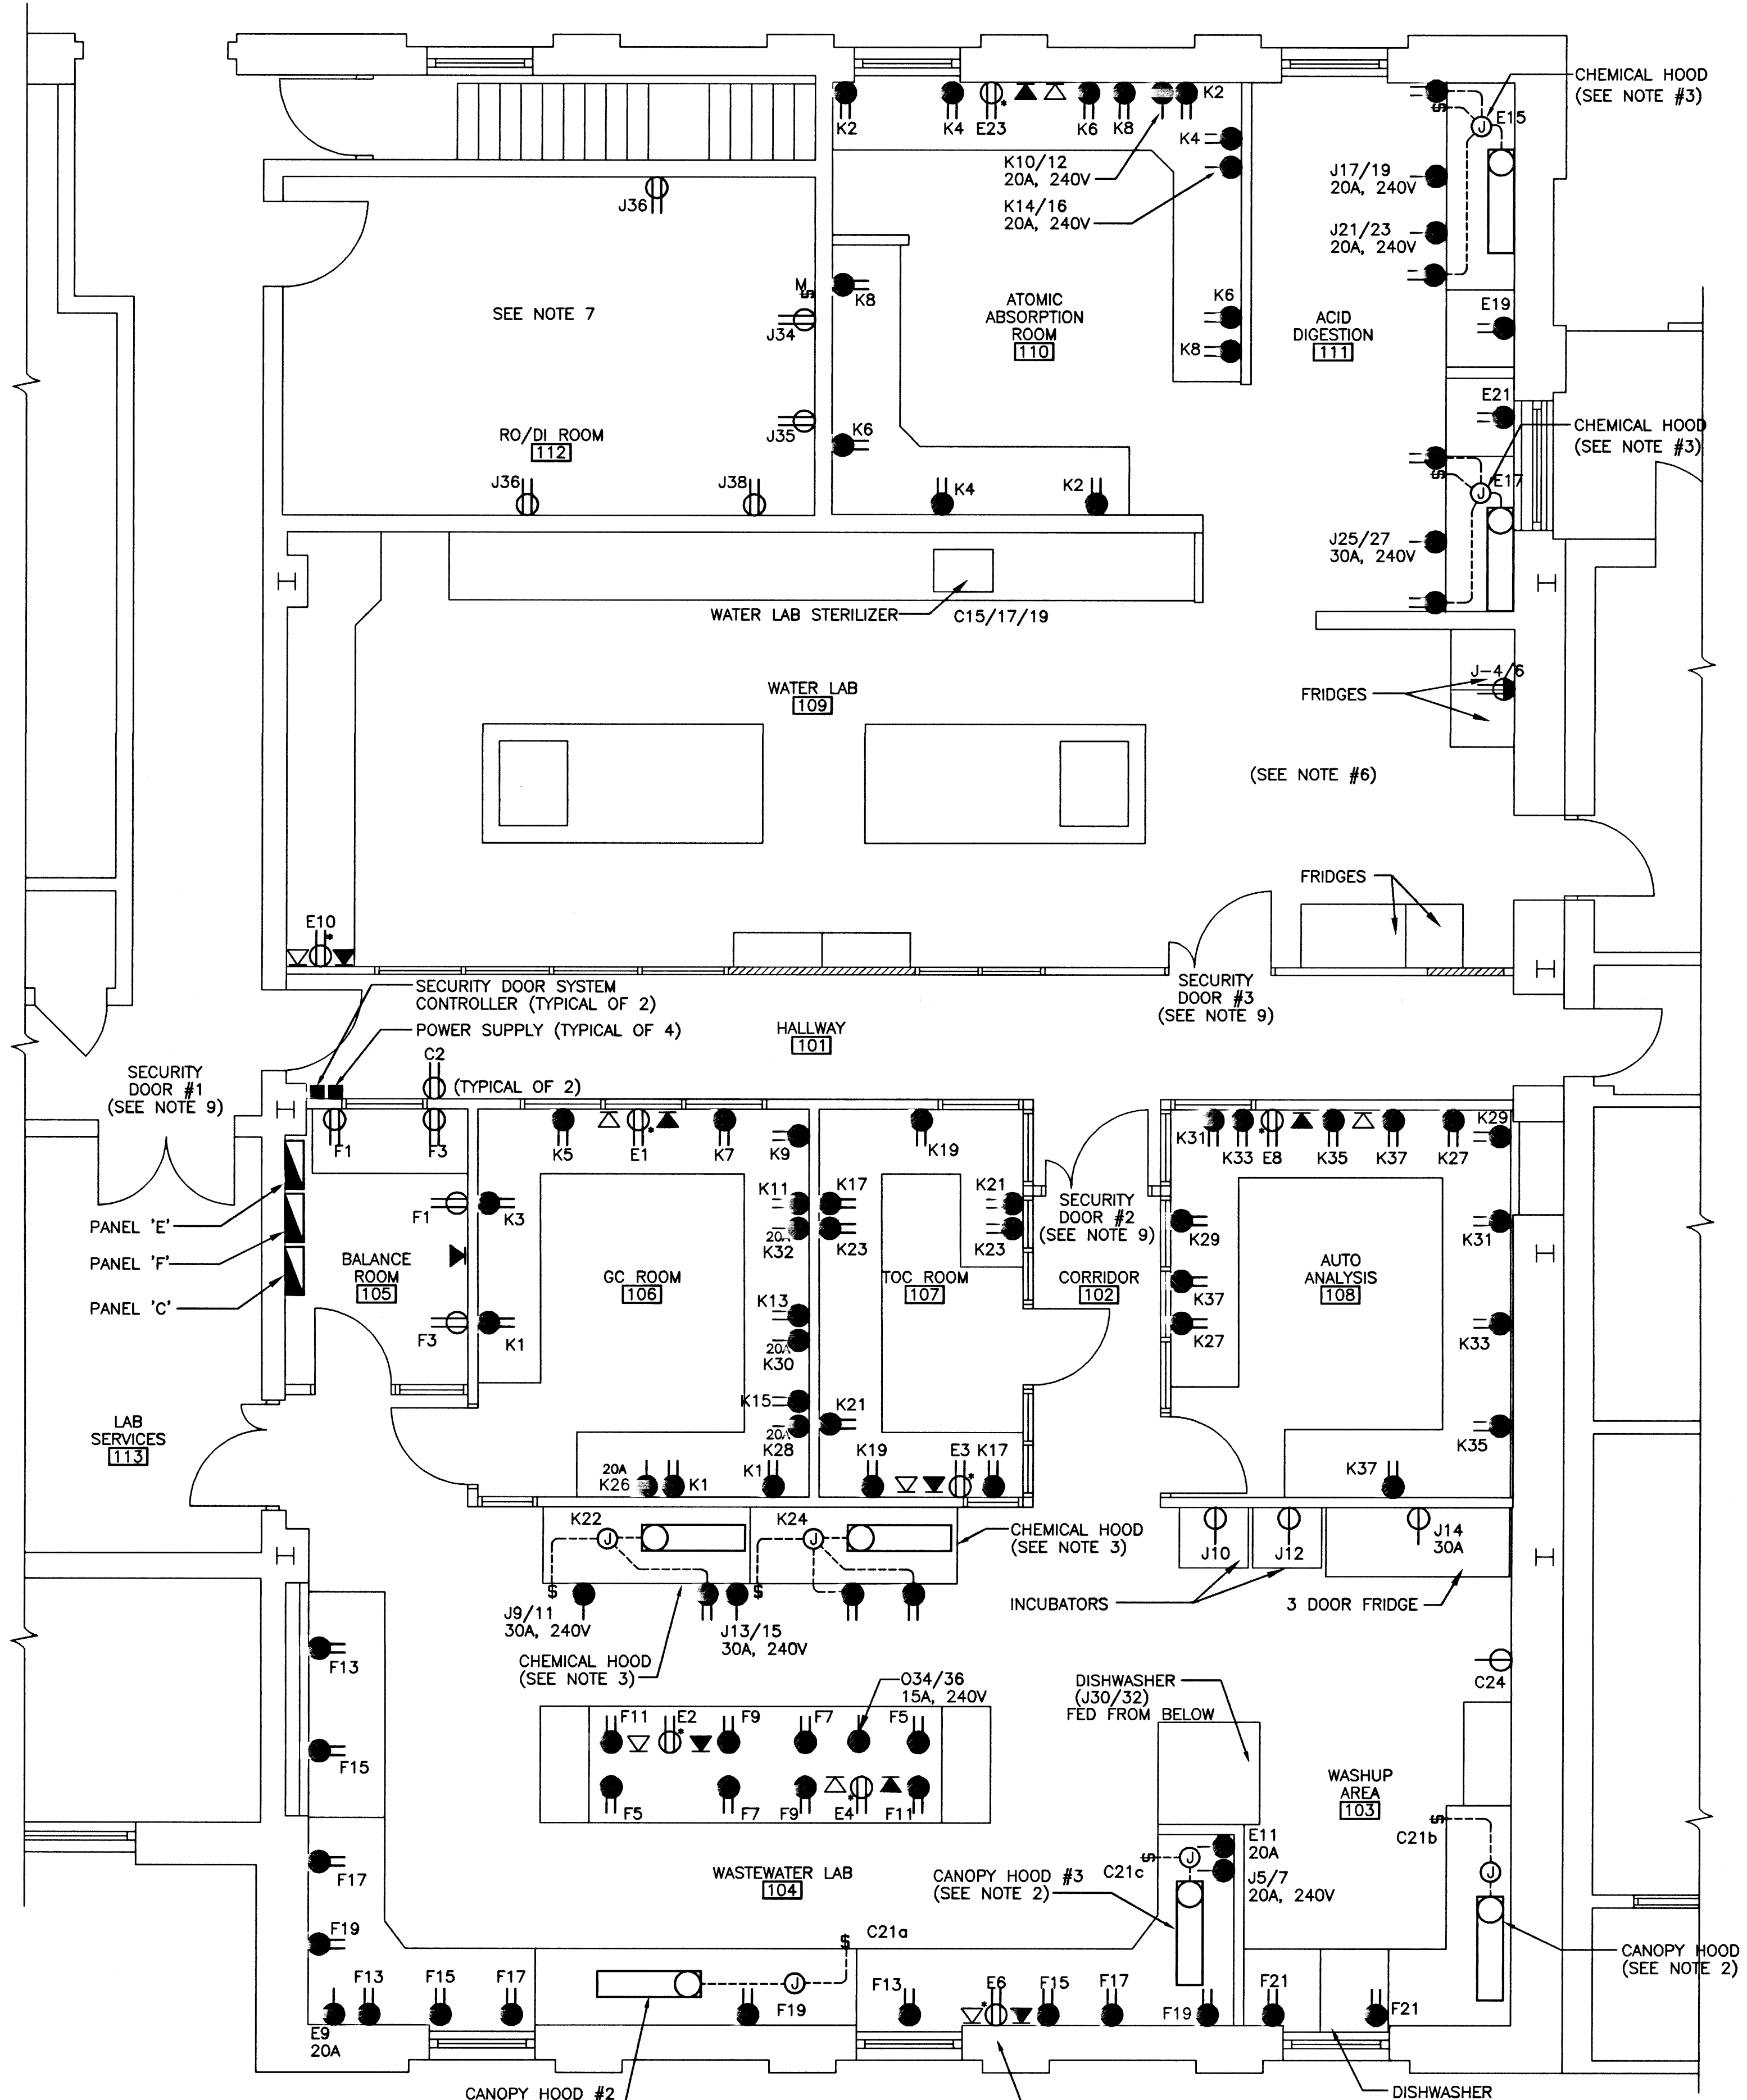 CHEMICAL HOOD
(SEE NOTE #3)
K2
K4
E23
*
K6
K8
K2
K4
E15
J
$
K10/12
20A, 240V
K14/16
20A, 240V
J17/19
20A, 240V
J21/23
20A, 240V
J36
M
$
K8
J34
SEE NOTE 7
ATOMIC
ABSORPTION
ROOM
110
K6
K8
ACID
DIGESTION
111
E19
E21
CHEMICAL HOOD
(SEE NOTE #3)
RO/DI ROOM
112
J35
K6
J36
J38
K4
K2
$
J
E17
J25/27
30A, 240V
WATER LAB STERILIZER
C15/17/19
WATER LAB
109
FRIDGES
J-4/6
(SEE NOTE #6)
FRIDGES
E10
*
SECURITY DOOR SYSTEM
CONTROLLER (TYPICAL OF 2)
POWER SUPPLY (TYPICAL OF 4)
HALLWAY
101
SECURITY
DOOR #3
(SEE NOTE 9)
C2
(TYPICAL OF 2)
SECURITY
DOOR #1
(SEE NOTE 9)
F1
F3
K5
E1
*
K7
K9
K19
K31
K33
E8
*
K35
K37
K27
K29
PANEL 'E'
PANEL 'F'
PANEL 'C'
F1
K3
K11
20A
K32
K17
K23
K21
K23
SECURITY
DOOR #2
(SEE NOTE 9)
K29
K31
BALANCE
ROOM
105
GC ROOM
106
TOC ROOM
107
CORRIDOR
102
AUTO
ANALYSIS
108
F3
K1
K13
20A
K30
K37
K27
K33
K15
20A
K28
K21
K35
LAB
SERVICES
113
20A
K26
K1
K1
K19
E3
*
K17
K37
K22
J
K24
J
CHEMICAL HOOD
(SEE NOTE 3)
J10
J12
J14
30A
$
$
J9/11
30A, 240V
J13/15
30A, 240V
INCUBATORS
3 DOOR FRIDGE
CHEMICAL HOOD
(SEE NOTE 3)
F13
C24
O34/36
15A, 240V
DISHWASHER
(J30/32)
FED FROM BELOW
F11
E2
*
F9
F7
F5
F15
F5
F7
F9
E4
*
F11
WASHUP
AREA
103
$
C21b
J
F17
WASTEWATER LAB
104
CANOPY HOOD #3
(SEE NOTE 2)
$
C21c
J
E11
20A
J5/7
20A, 240V
F19
C21a
$
J
CANOPY HOOD
(SEE NOTE 2)
F13
F15
F17
F19
F13
E6
*
F15
F17
F19
F21
F21
E9
20A
CANOPY HOOD #2
DISHWASHER